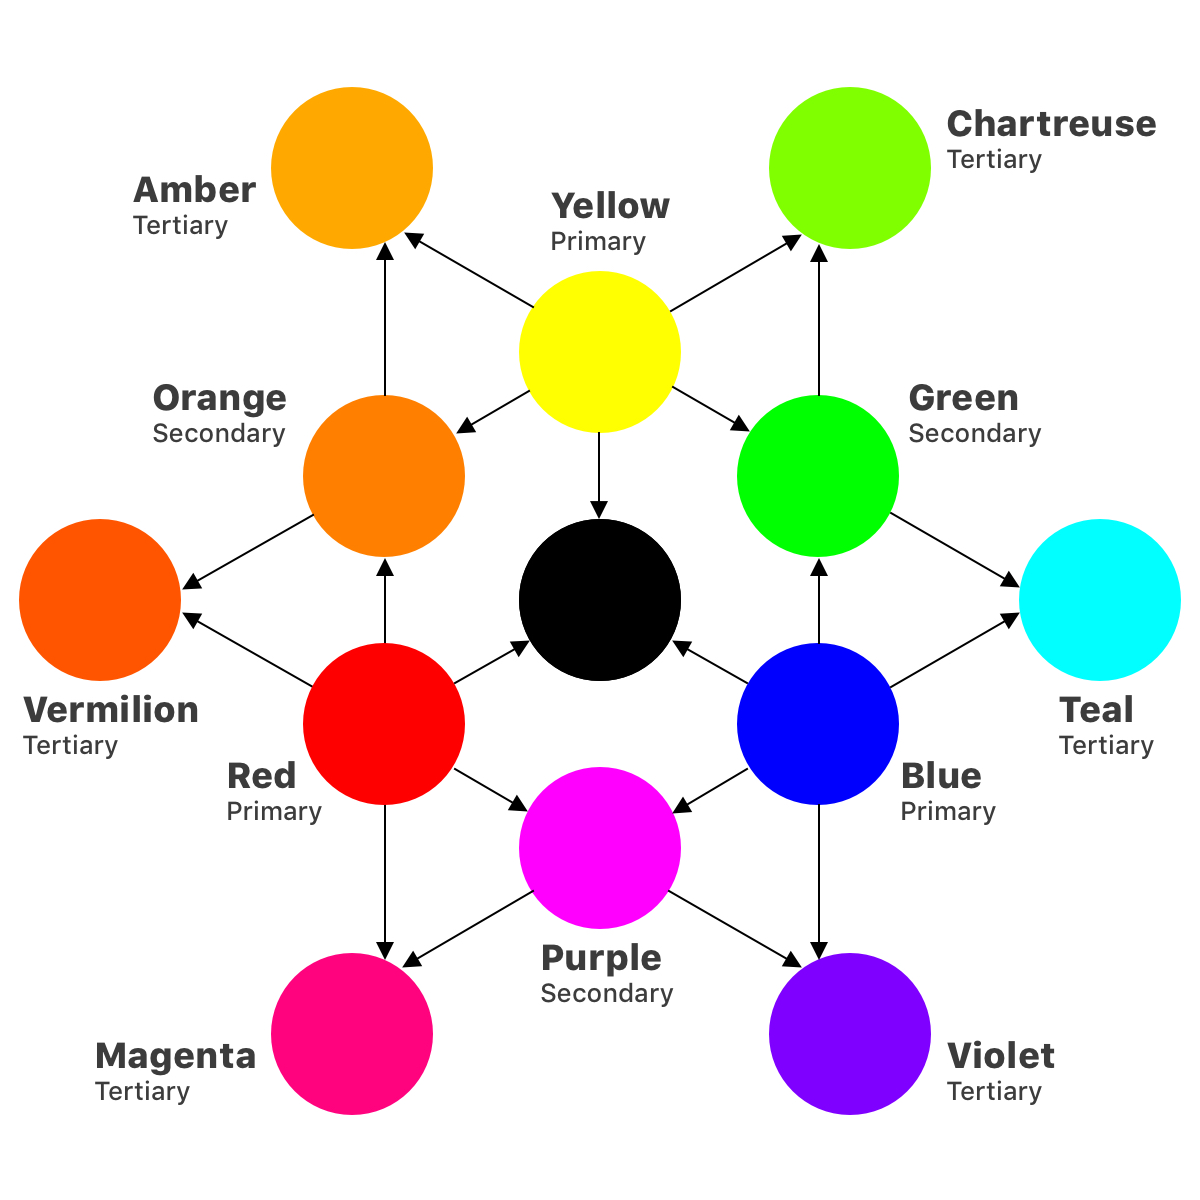 Chartreuse
Tertiary
Amber
Tertiary
Yellow
Primary
Orange
Secondary
Green
Secondary
Vermilion
Tertiary
Teal
Tertiary
Red
Primary
Blue
Primary
Purple
Secondary
Magenta
Tertiary
Violet
Tertiary